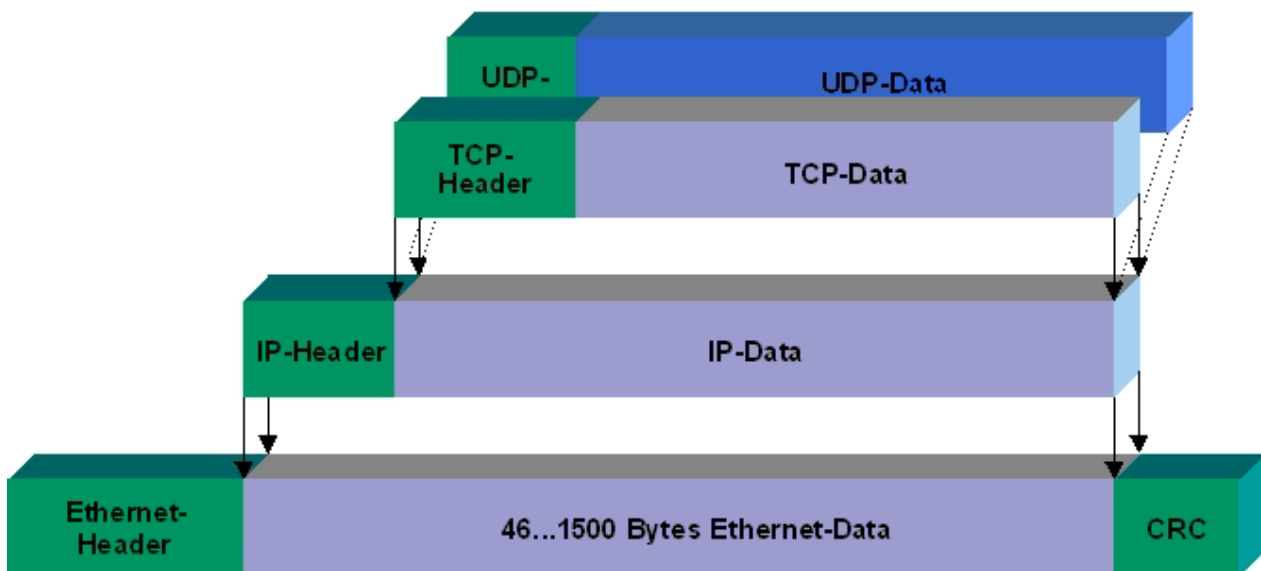 UDP-
UDP-Data
TCP-
Header
TCP-Data
IP-Header
IP-Data
Ethernet-
Header
46...1500 Bytes Ethernet-Data
CRC